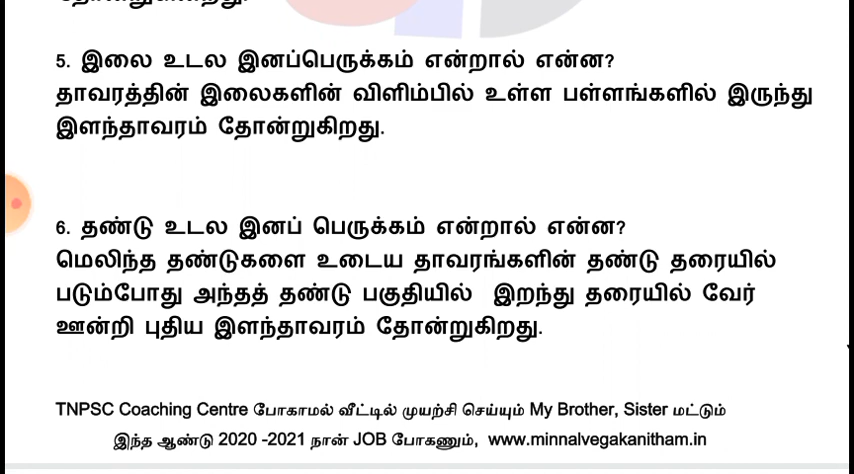 5. இலை உடல இனப்பெருக்கம் என்றால் என்ன?
தாவரத்தின் இலைகளின் விளிம்பில் உள்ள பள்ளங்களில் இருந்து
இளந்தாவரம் தோன்றுகிறது.
6. தண்டு உடல இனப் பெருக்கம் என்றால் என்ன?
மெலிந்த தண்டுகளை உடைய தாவரங்களின் தண்டு தரையில்
படும்போது அந்தத் தண்டு பகுதியில் இறந்து தரையில் வேர்
ஊன்றி புதிய இளந்தாவரம் தோன்றுகிறது.
TNPSC Coaching Centre போகாமல் வீட்டில் முயற்சி செய்யும் My Brother, Sister மட்டும்
இந்த ஆண்டு 2020 -2021 நான் JOB போகணும், www.minnalvegakanitham.in